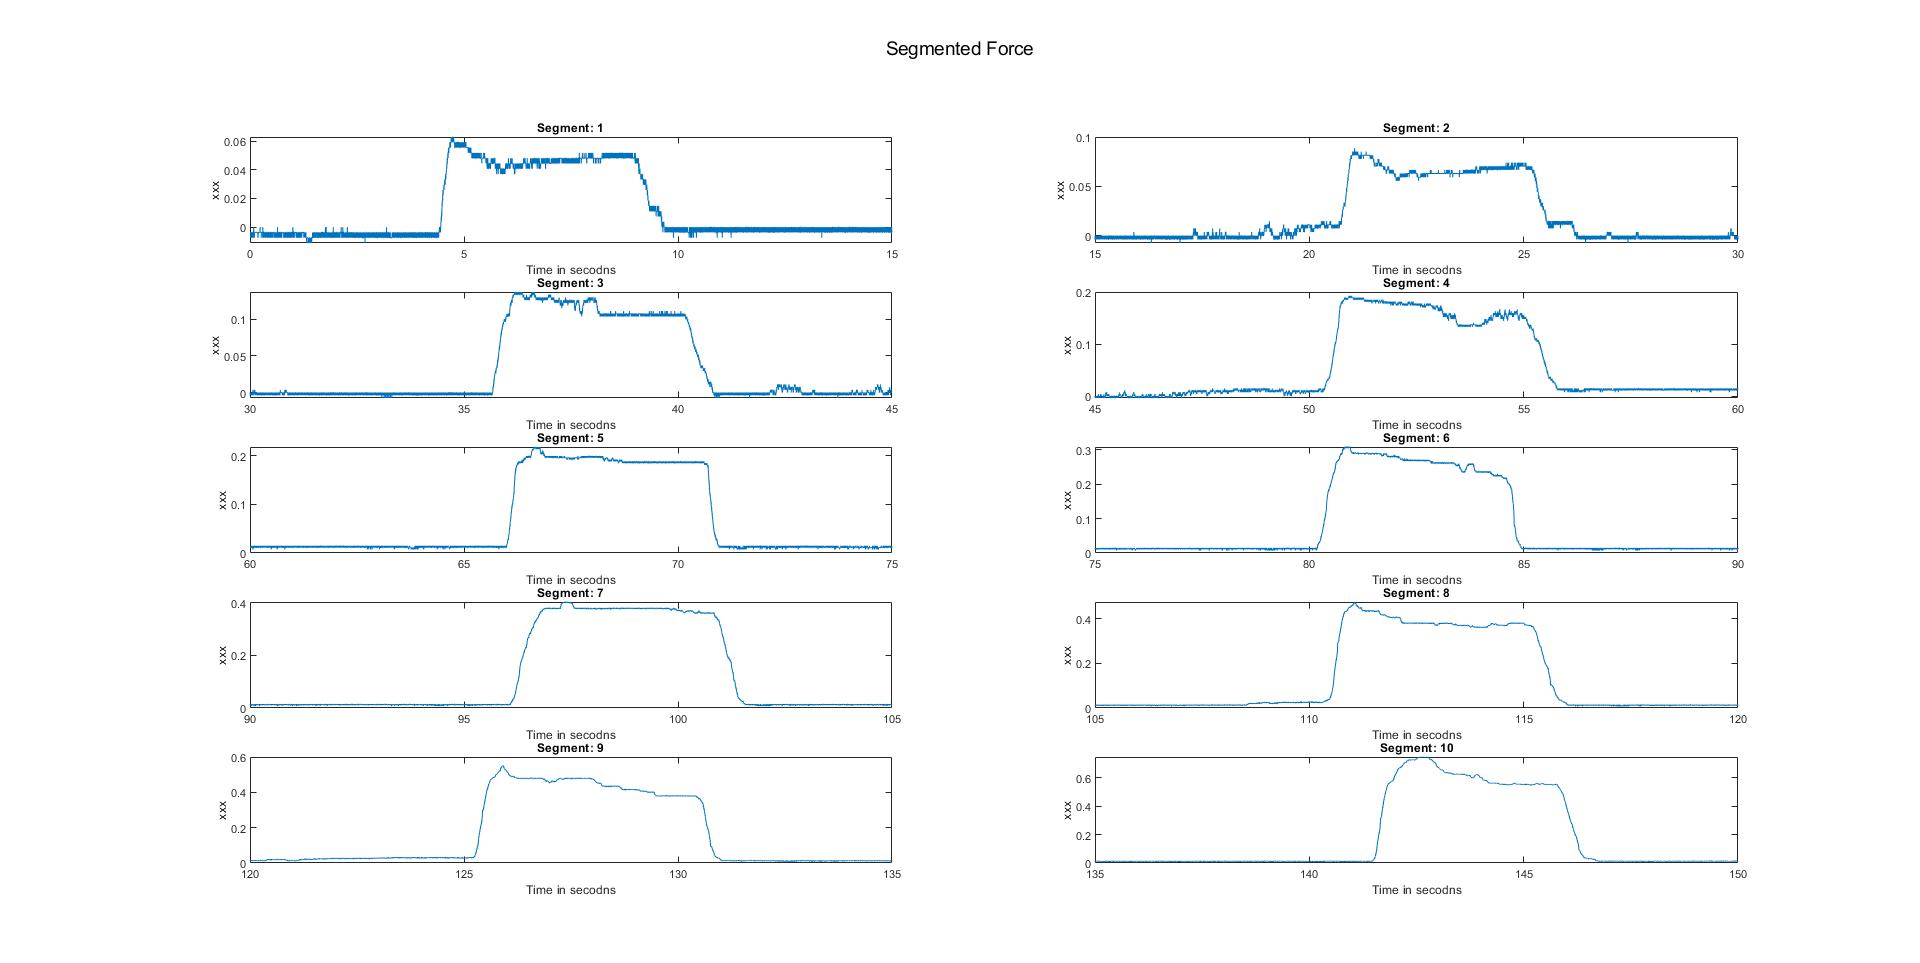 Segmented Force
Segment: 1
xxx
0.06
0.04
0.02
0
0 5 10 15
Time in secodns
Segment: 2
xxx
0.1
0.05
0
15 20 25 30
Time in secodns
Segment: 3
xxx
0.1
0.05
0
30 35 40 45
Time in secodns
Segment: 4
xxx
0.2
0.1
0
45 50 55 60
Time in secodns
Segment: 5
xxx
0.2
0.1
0
60 65 70 75
Time in secodns
Segment: 6
xxx
0.3
0.2
0.1
0
75 80 85 90
Time in secodns
Segment: 7
xxx
0.4
0.2
0
90 95 100 105
Time in secodns
Segment: 8
xxx
0.4
0.2
0
105 110 115 120
Time in secodns
Segment: 9
xxx
0.6
0.4
0.2
0
120 125 130 135
Time in secodns
Segment: 10
xxx
0.6
0.4
0.2
0
135 140 145 150
Time in secodns